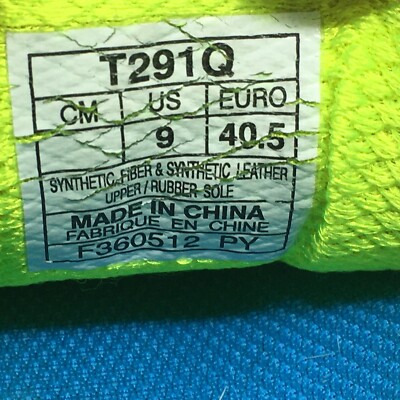 T291Q
CM US EURO
9 40.5
SYNTHETIC FIBER & SYNTHETIC LEATHER
UPPER / RUBBER SOLE
MADE IN CHINA
FABRIQUE EN CHINE
F360512 PY